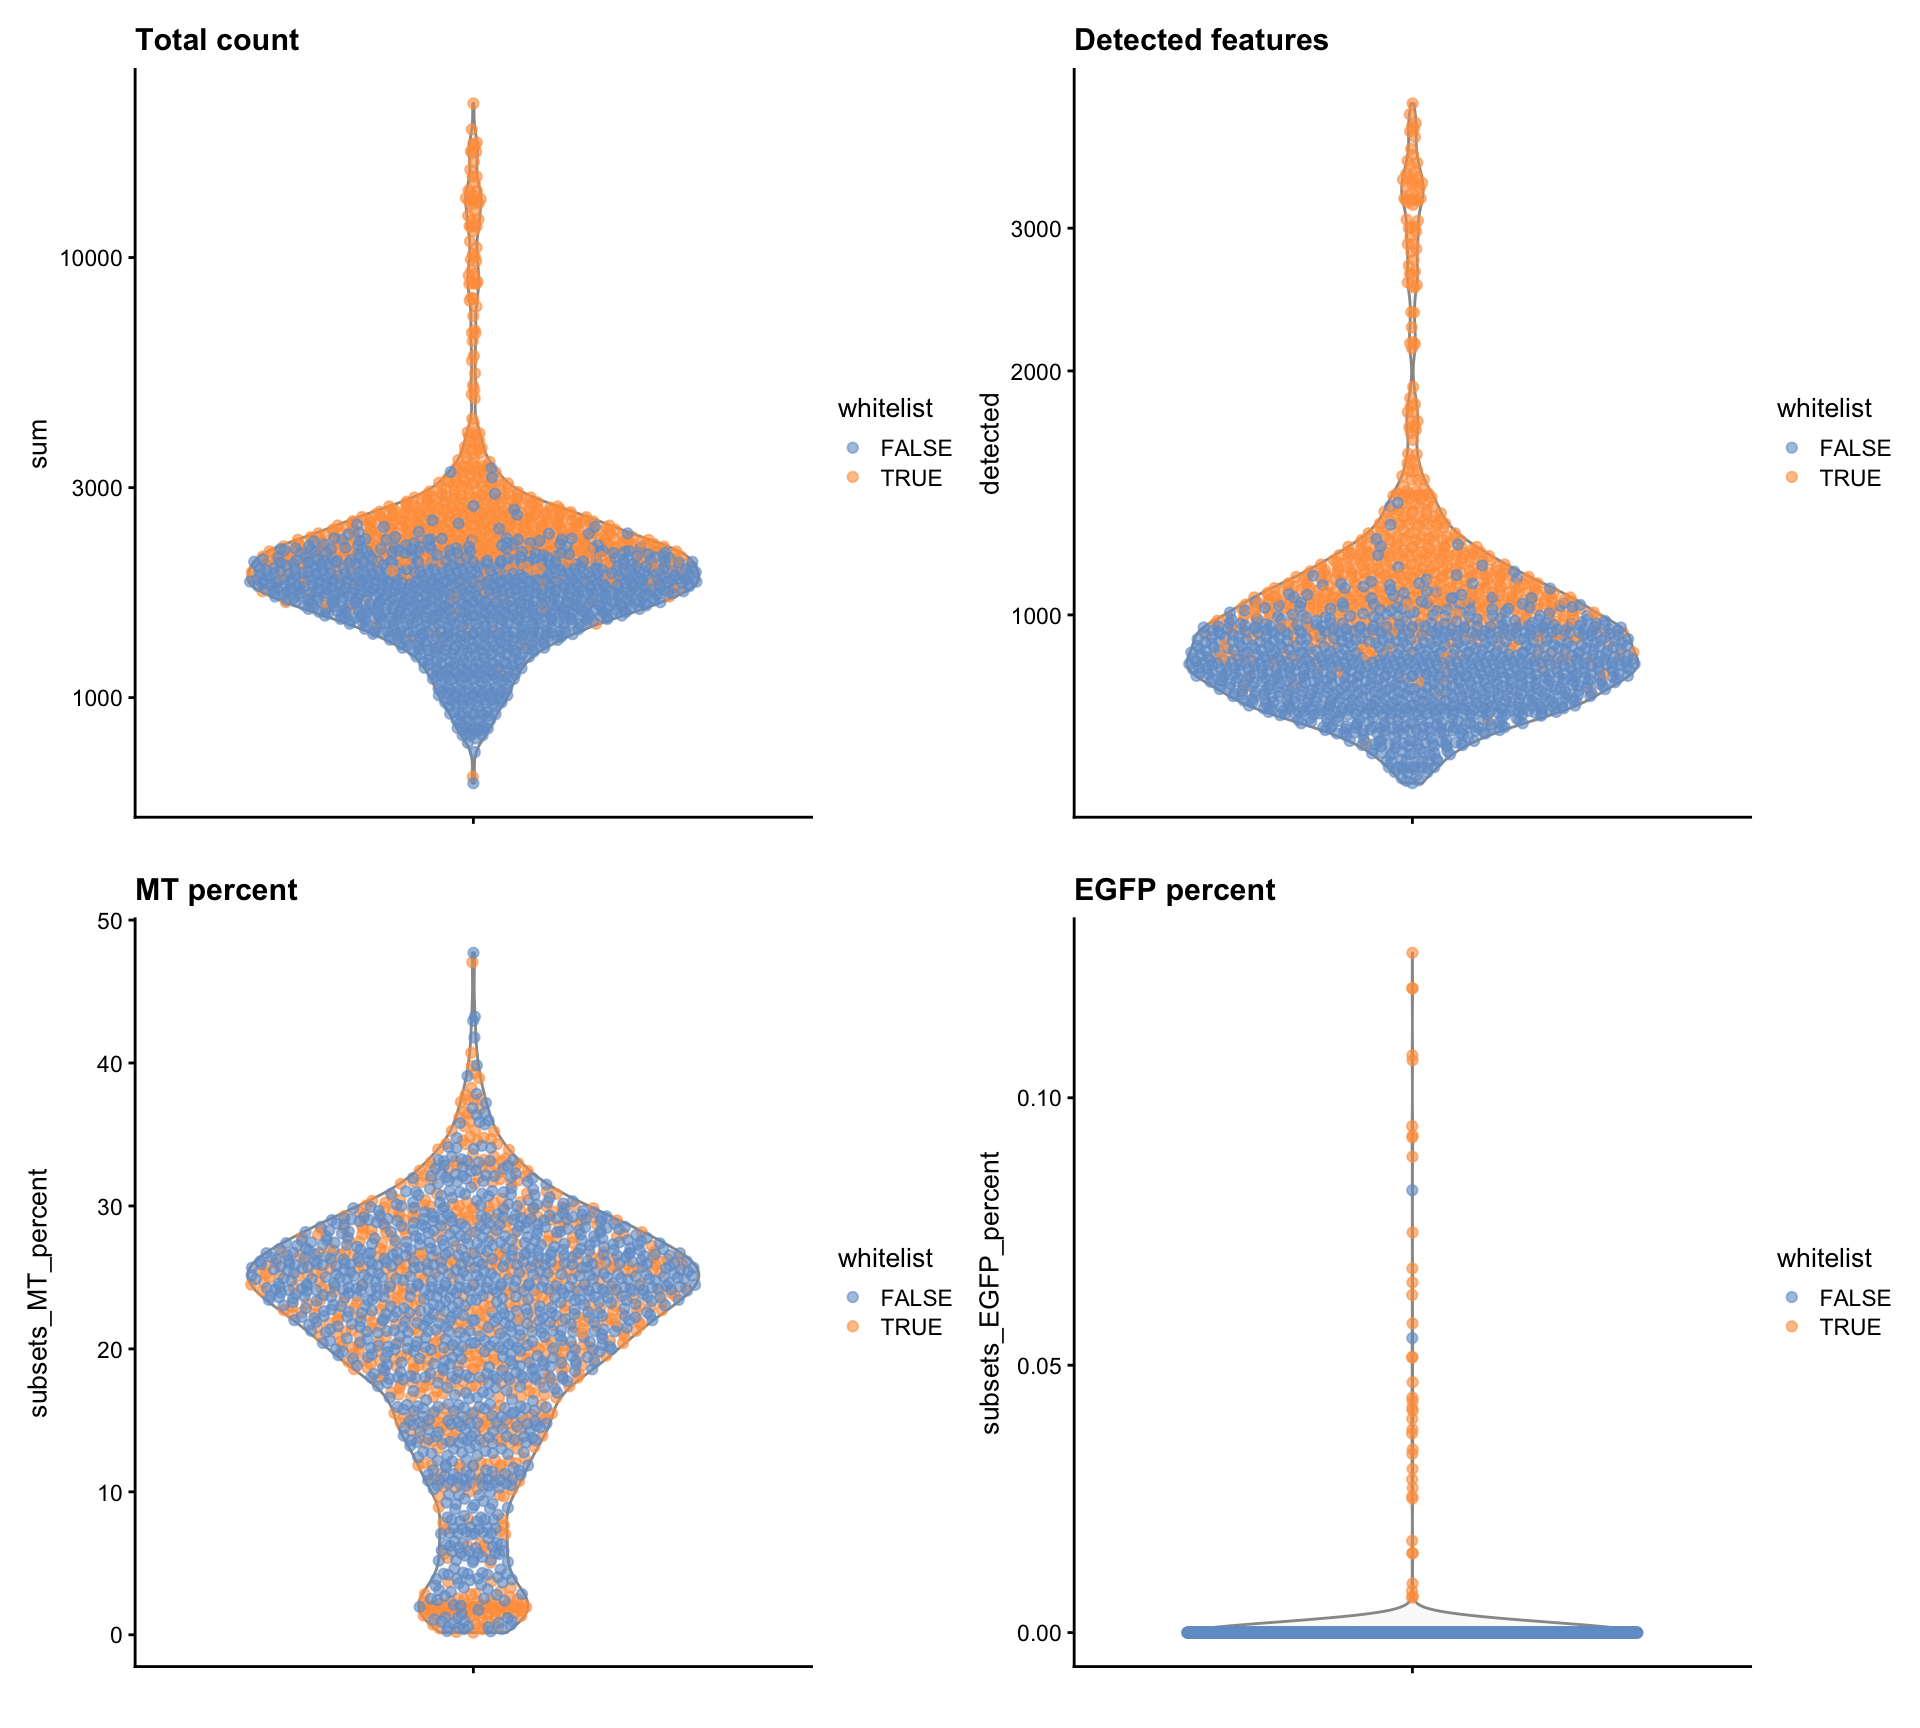 Total count
sum
10000
3000
1000
whitelist
FALSE
TRUE
Detected features
detected
3000
2000
1000
whitelist
FALSE
TRUE
MT percent
subsets_MT_percent
50
40
30
20
10
0
whitelist
FALSE
TRUE
EGFP percent
subsets_EGFP_percent
0.10
0.05
0.00
whitelist
FALSE
TRUE